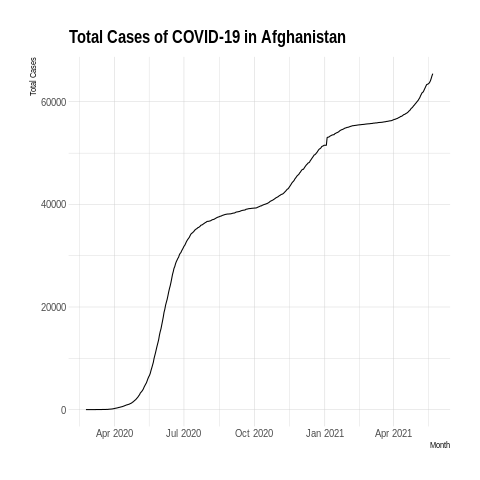 Total Cases of COVID-19 in Afghanistan
Total Cases
60000
40000
20000
0
Apr 2020 Jul 2020 Oct 2020 Jan 2021 Apr 2021
Month